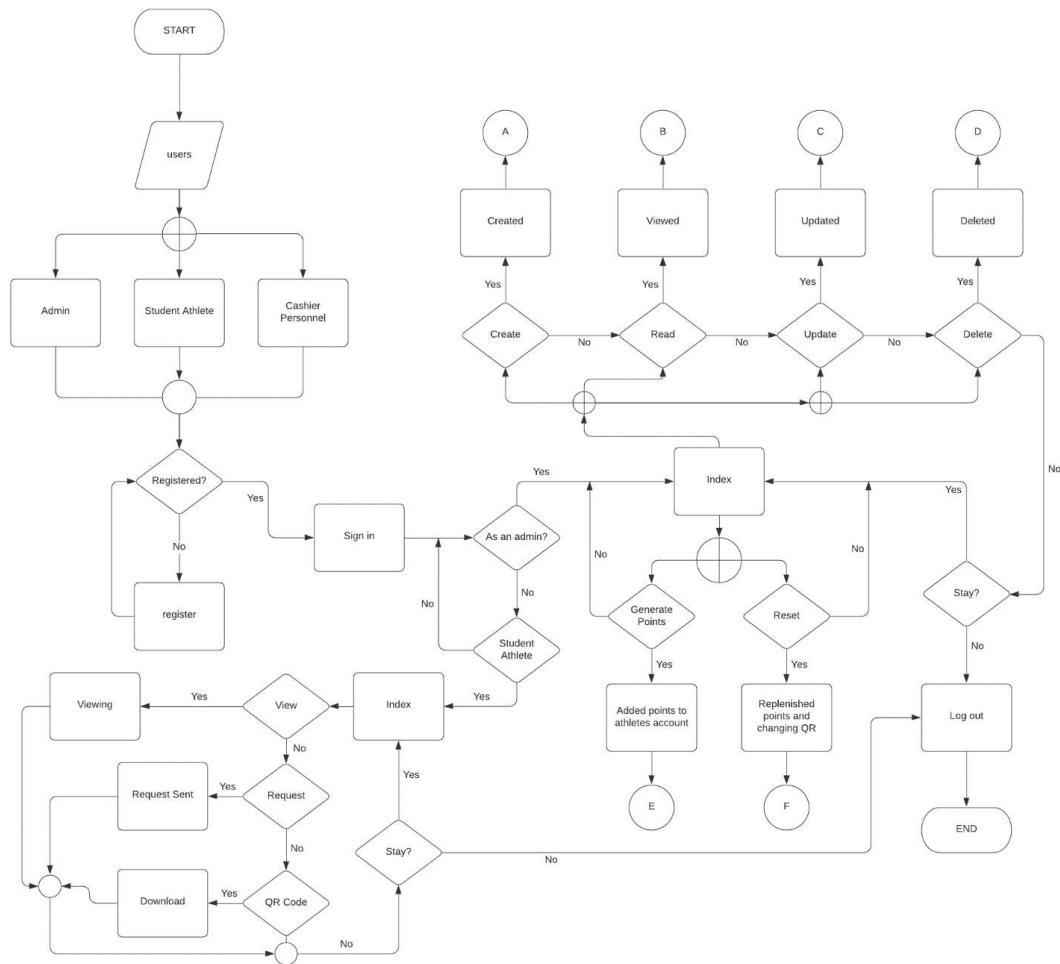 START
users
Admin
Student Athlete
Cashier
Personnel
A
B
C
D
Created
Viewed
Updated
Deleted
Yes
Yes
Yes
Yes
Create
No
Read
No
Update
No
Delete
No
Registered?
Yes
No
register
Sign in
As an admin?
Yes
No
No
Student
Athlete
Yes
Index
No
No
Generate
Points
Reset
Yes
Yes
Added points to
athletes account
Replenished
points and
changing QR
E
F
Yes
Stay?
No
Log out
END
Viewing
Yes
View
Index
No
Request Sent
Yes
Request
Yes
No
Stay?
No
Download
Yes
QR Code
No